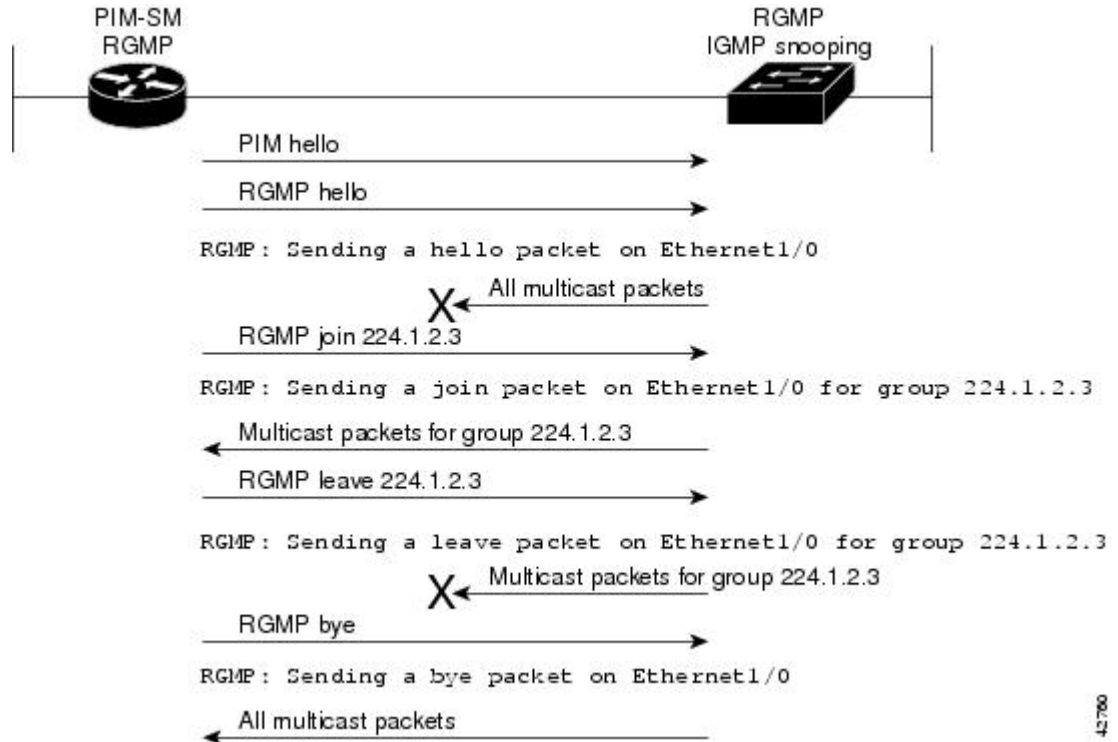 PIM-SM
RGMP
RGMP
IGMP snooping
PIM hello
RGMP hello
RGMP: Sending a hello packet on Ethernet1/0
All multicast packets
RGMP join 224.1.2.3
RGMP: Sending a join packet on Ethernet1/0 for group 224.1.2.3
Multicast packets for group 224.1.2.3
RGMP leave 224.1.2.3
RGMP: Sending a leave packet on Ethernet1/0 for group 224.1.2.3
Multicast packets for group 224.1.2.3
RGMP bye
RGMP: Sending a bye packet on Ethernet1/0
All multicast packets
42760